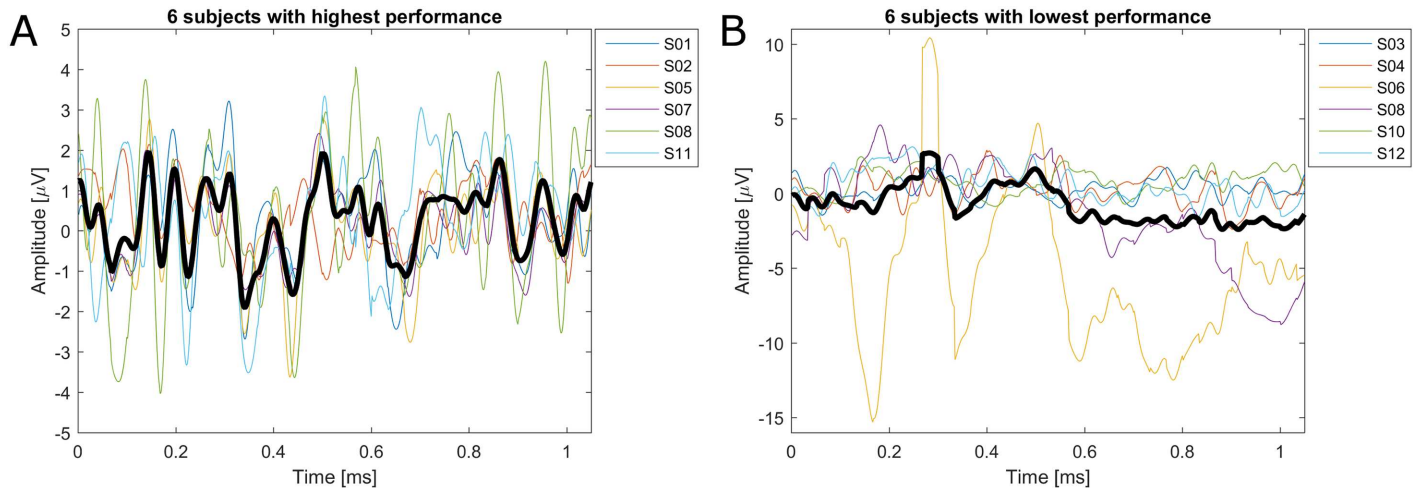 A
6 subjects with highest performance
5
4
3
2
1
0
-1
-2
-3
-4
-5
Amplitude [μV]
0
0.2
0.4
0.6
0.8
1
Time [ms]
S01
S02
S05
S07
S08
S11
B
6 subjects with lowest performance
10
5
0
-5
-10
-15
Amplitude [μV]
0
0.2
0.4
0.6
0.8
1
Time [ms]
S03
S04
S06
S08
S10
S12